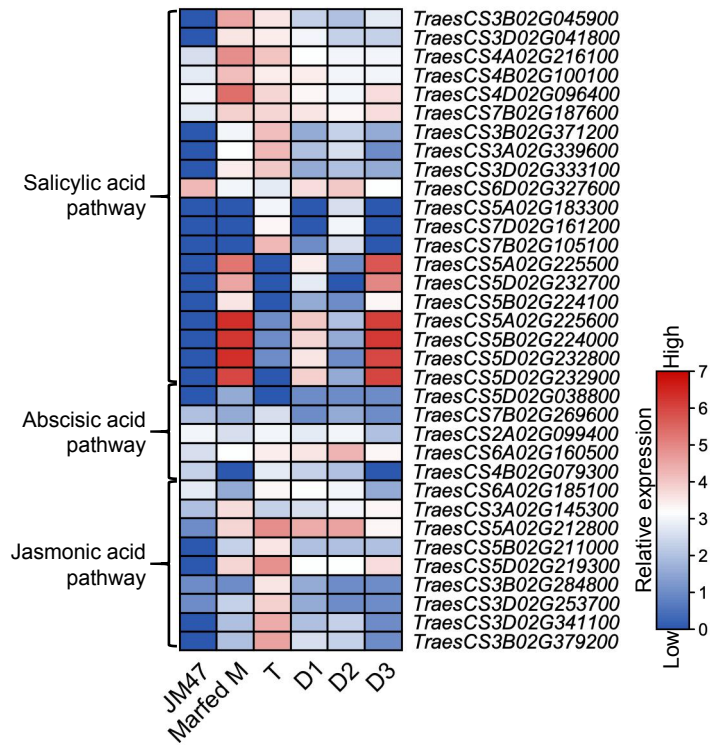 TraesCS3B02G045900
TraesCS3D02G041800
TraesCS4A02G216100
TraesCS4B02G100100
TraesCS4D02G096400
TraesCS7B02G187600
TraesCS3B02G371200
TraesCS3A02G339600
TraesCS3D02G333100
TraesCS6D02G327600
TraesCS5A02G183300
TraesCS7D02G161200
TraesCS7B02G105100
TraesCS5A02G225500
TraesCS5D02G232700
TraesCS5B02G224100
TraesCS5A02G225600
TraesCS5B02G224000
TraesCS5D02G232800
TraesCS5D02G232900
TraesCS5D02G038800
TraesCS7B02G269600
TraesCS2A02G099400
TraesCS6A02G160500
TraesCS4B02G079300
TraesCS6A02G185100
TraesCS3A02G145300
TraesCS5A02G212800
TraesCS5B02G211000
TraesCS5D02G219300
TraesCS3B02G284800
TraesCS3D02G253700
TraesCS3D02G341100
TraesCS3B02G379200
Salicylic acid
pathway
Abscisic acid
pathway
Jasmonic acid
pathway
JM47
Marfed M
T
D1
D2
D3
Relative expression
High
Low
7
6
5
4
3
2
1
0